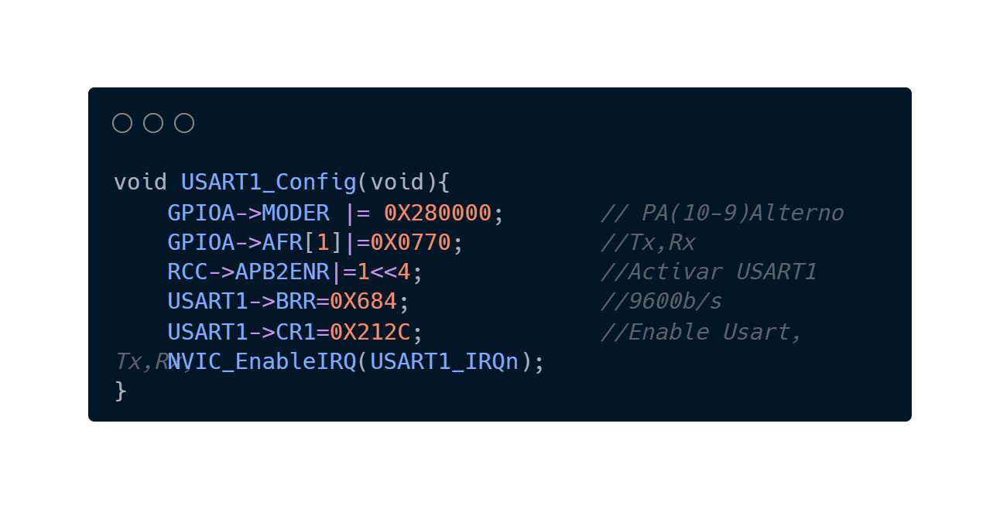 void USART1_Config(void){
    GPIOA->MODER |= 0X280000;       // PA(10-9)Alterno
    GPIOA->AFR[1]|=0X0770;          //Tx,Rx
    RCC->APB2ENR|=1<<4;             //Activar USART1
    USART1->BRR=0X684;              //9600b/s
    USART1->CR1=0X212C;             //Enable Usart,
Tx,Rx,
    NVIC_EnableIRQ(USART1_IRQn);
}